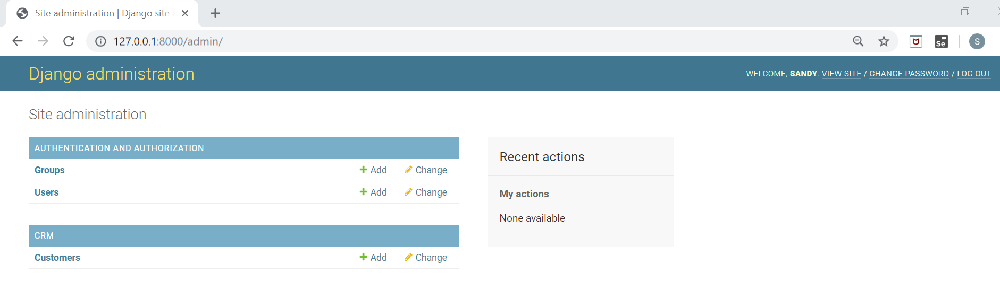 Site administration | Django site
127.0.0.1:8000/admin/
Se
S
Django administration
WELCOME, SANDY. VIEW SITE / CHANGE PASSWORD / LOG OUT
Site administration
AUTHENTICATION AND AUTHORIZATION
Groups Add Change
Users Add Change
CRM
Customers Add Change
Recent actions
My actions
None available